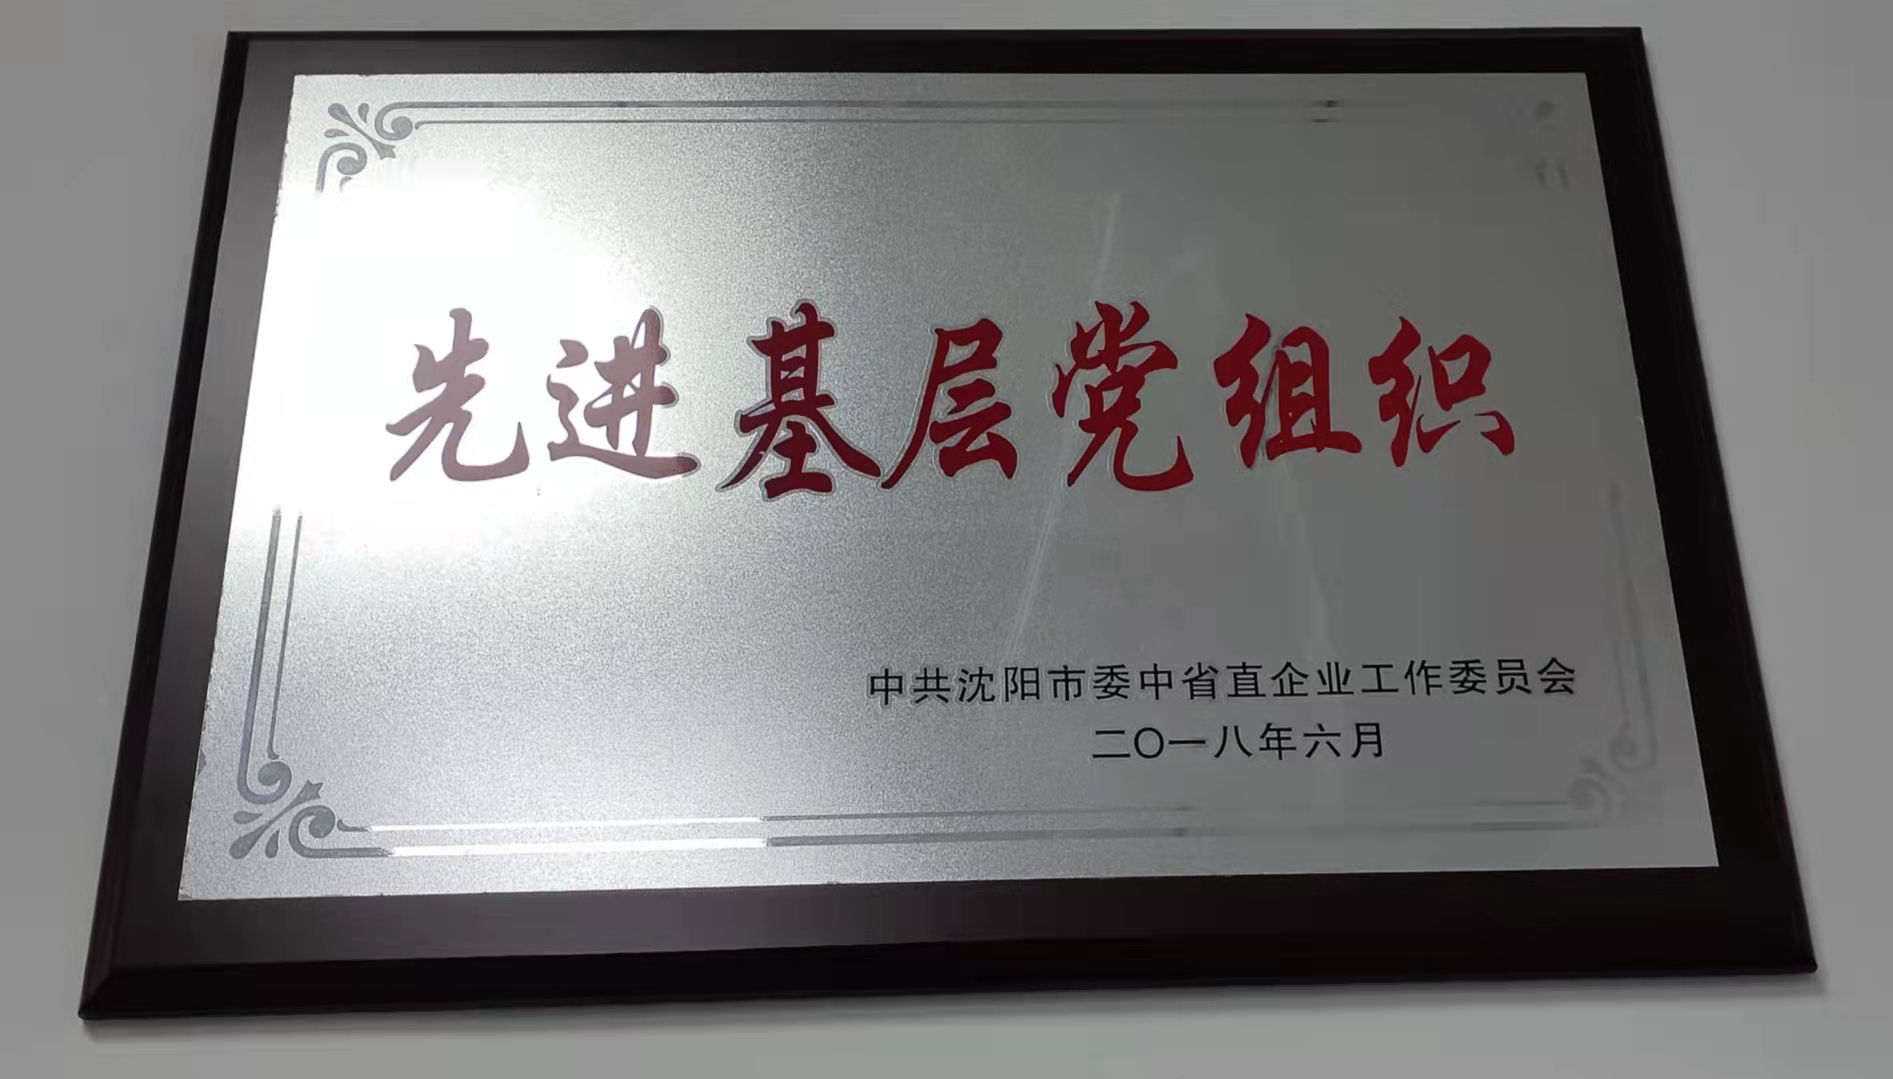 先进基层党组织
中共沈阳市委中省直企业工作委员会
二〇一八年六月